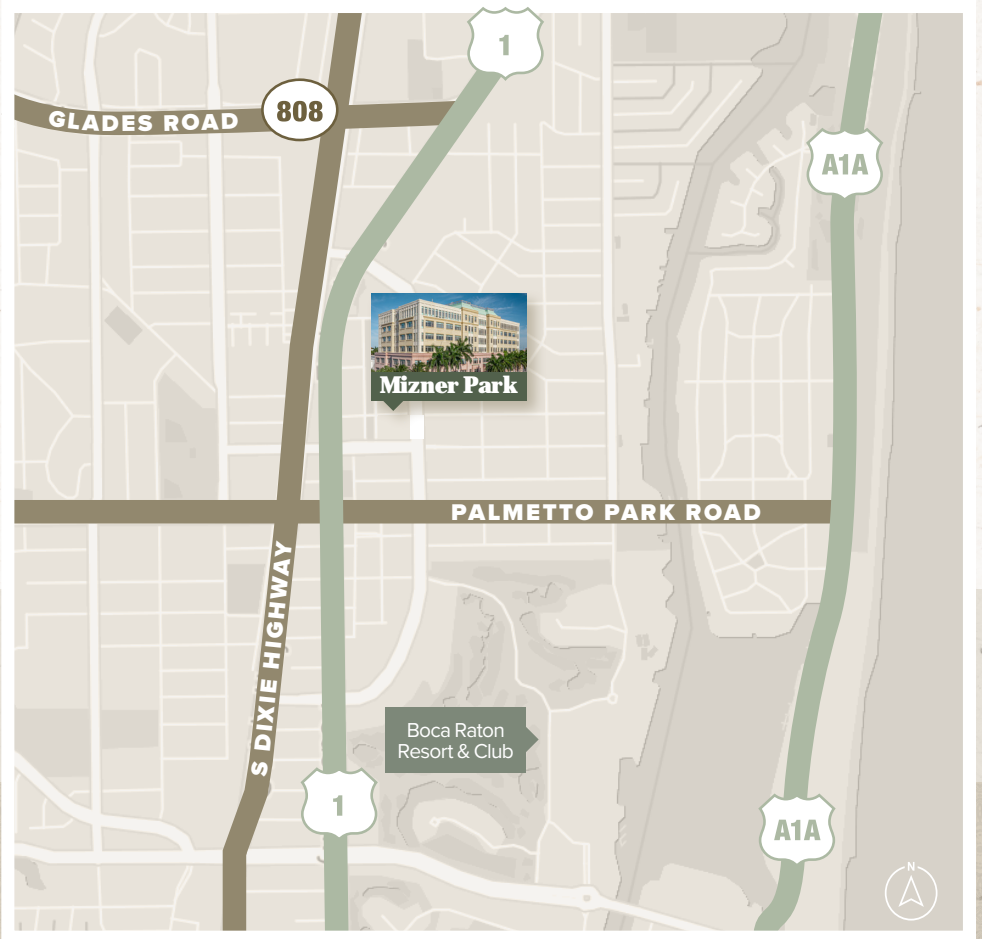 1
808
GLADES ROAD
A1A
Mizner Park
PALMETTO PARK ROAD
S DIXIE HIGHWAY
Boca Raton
Resort & Club
1
A1A
N